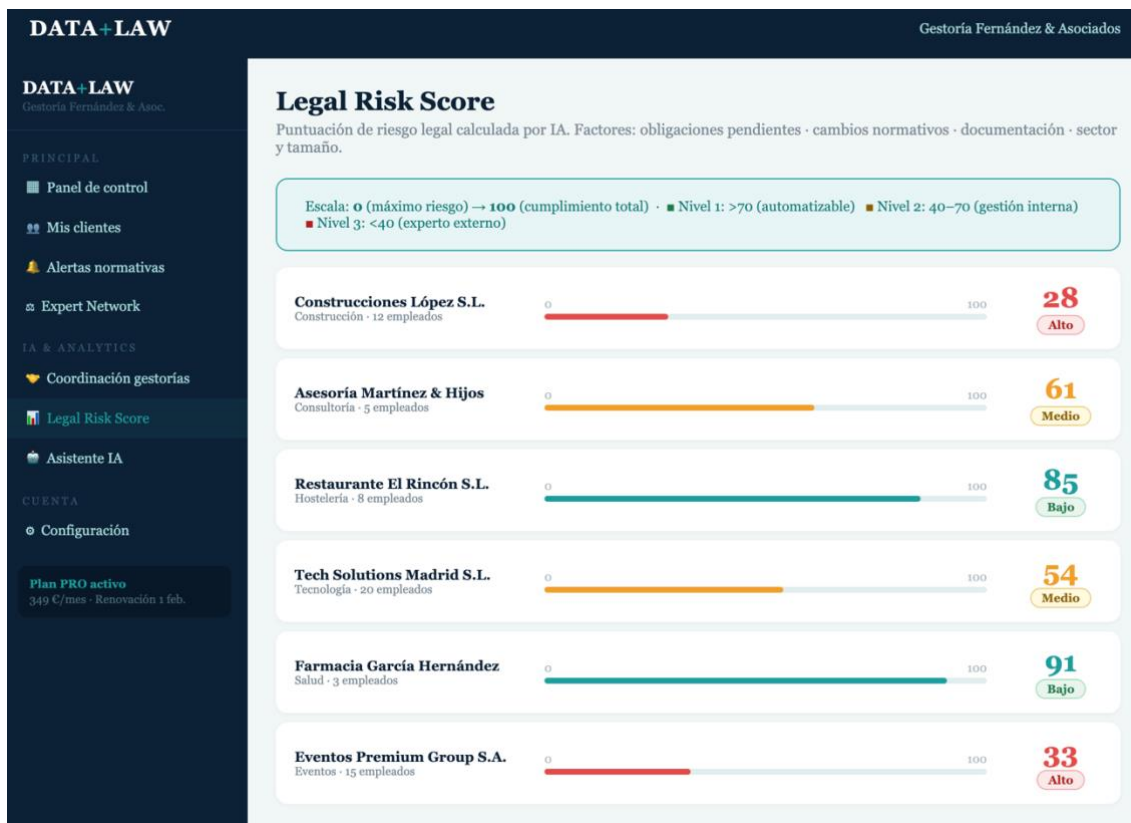 DATA+LAW
Gestoría Fernández & Asociados
DATA+LAW
Gestoría Fernández & Asoc.
PRINCIPAL
Panel de control
Mis clientes
Alertas normativas
Expert Network
IA & ANALYTICS
Coordinación gestorías
Legal Risk Score
Asistente IA
CUENTA
Configuración
Plan PRO activo
349 €/mes · Renovación 1 feb.
Legal Risk Score
Puntuación de riesgo legal calculada por IA. Factores: obligaciones pendientes · cambios normativos · documentación · sector
y tamaño.
Escala: 0 (máximo riesgo) → 100 (cumplimiento total) · ■ Nivel 1: >70 (automatizable) ■ Nivel 2: 40–70 (gestión interna)
■ Nivel 3: <40 (experto externo)
Construcciones López S.L.
Construcción · 12 empleados
0 100
28
Alto
Asesoría Martínez & Hijos
Consultoría · 5 empleados
0 100
61
Medio
Restaurante El Rincón S.L.
Hostelería · 8 empleados
0 100
85
Bajo
Tech Solutions Madrid S.L.
Tecnología · 20 empleados
0 100
54
Medio
Farmacia García Hernández
Salud · 3 empleados
0 100
91
Bajo
Eventos Premium Group S.A.
Eventos · 15 empleados
0 100
33
Alto